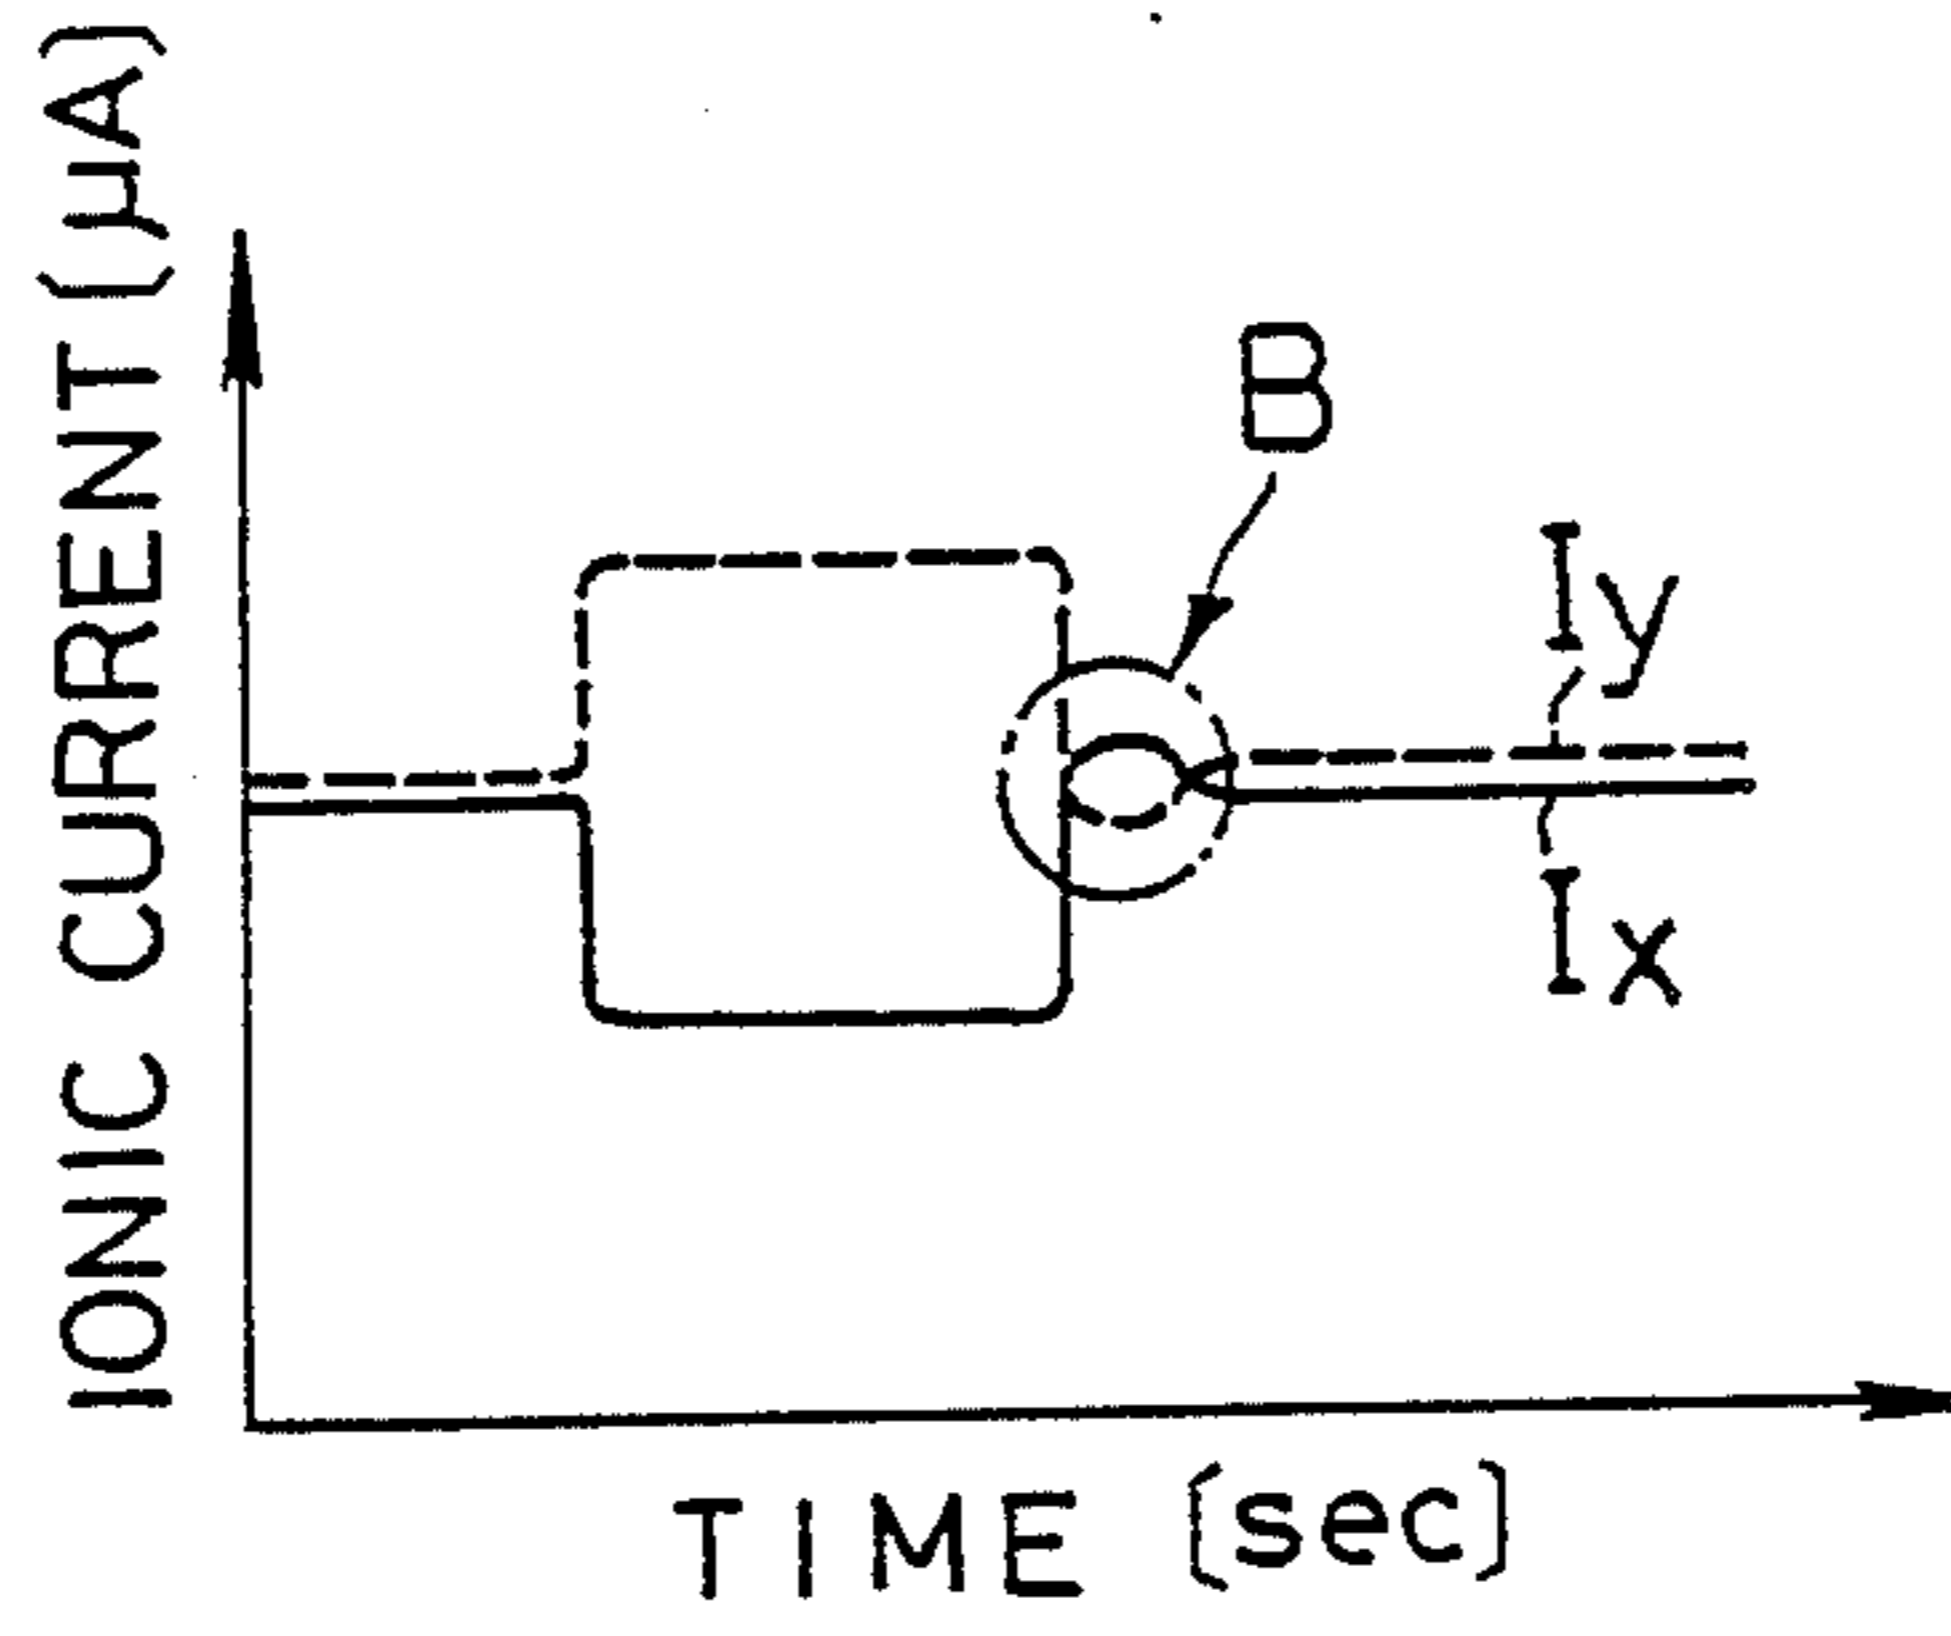 IONIC CURRENT (μA)
B
Iy
Ix
TIME (sec)